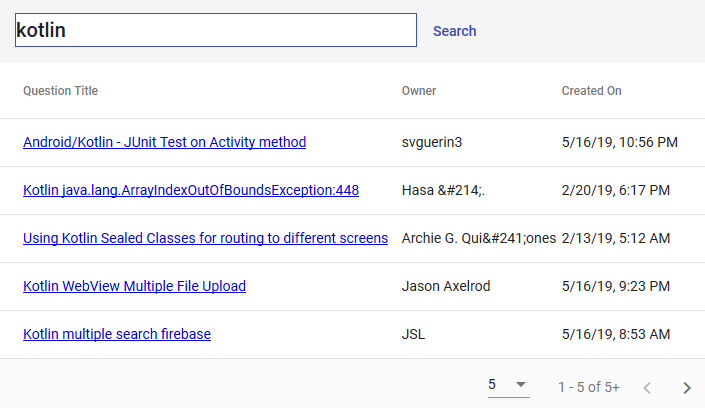 kotlin Search
Question Title Owner Created On
Android/Kotlin - JUnit Test on Activity method svguerin3 5/16/19, 10:56 PM
Kotlin java.lang.ArrayIndexOutOfBoundsException:448 Hasa &#214;. 2/20/19, 6:17 PM
Using Kotlin Sealed Classes for routing to different screens Archie G. Qui&#241;ones 2/13/19, 5:12 AM
Kotlin WebView Multiple File Upload Jason Axelrod 5/16/19, 9:23 PM
Kotlin multiple search firebase JSL 5/16/19, 8:53 AM
5 1 - 5 of 5+